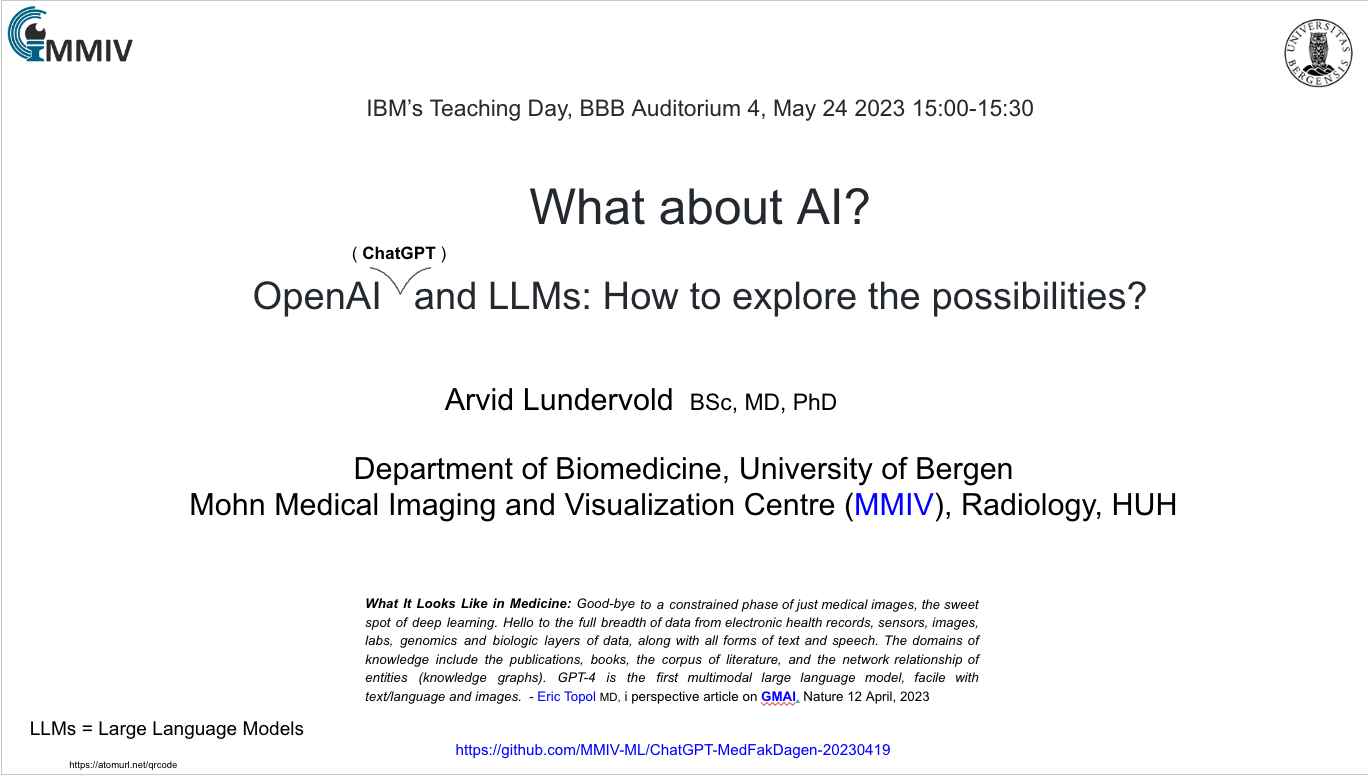 MMIV
UNIVERSITAS BERGENSIS
IBM’s Teaching Day, BBB Auditorium 4, May 24 2023 15:00-15:30
What about AI?
( ChatGPT )
OpenAI and LLMs: How to explore the possibilities?
Arvid Lundervold BSc, MD, PhD
Department of Biomedicine, University of Bergen
Mohn Medical Imaging and Visualization Centre (MMIV), Radiology, HUH
What It Looks Like in Medicine: Good-bye to a constrained phase of just medical images, the sweet
spot of deep learning. Hello to the full breadth of data from electronic health records, sensors, images,
labs, genomics and biologic layers of data, along with all forms of text and speech. The domains of
knowledge include the publications, books, the corpus of literature, and the network relationship of
entities (knowledge graphs). GPT-4 is the first multimodal large language model, facile with
text/language and images. - Eric Topol MD, i perspective article on GMAI, Nature 12 April, 2023
LLMs = Large Language Models
https://github.com/MMIV-ML/ChatGPT-MedFakDagen-20230419
https://atomurl.net/qrcode